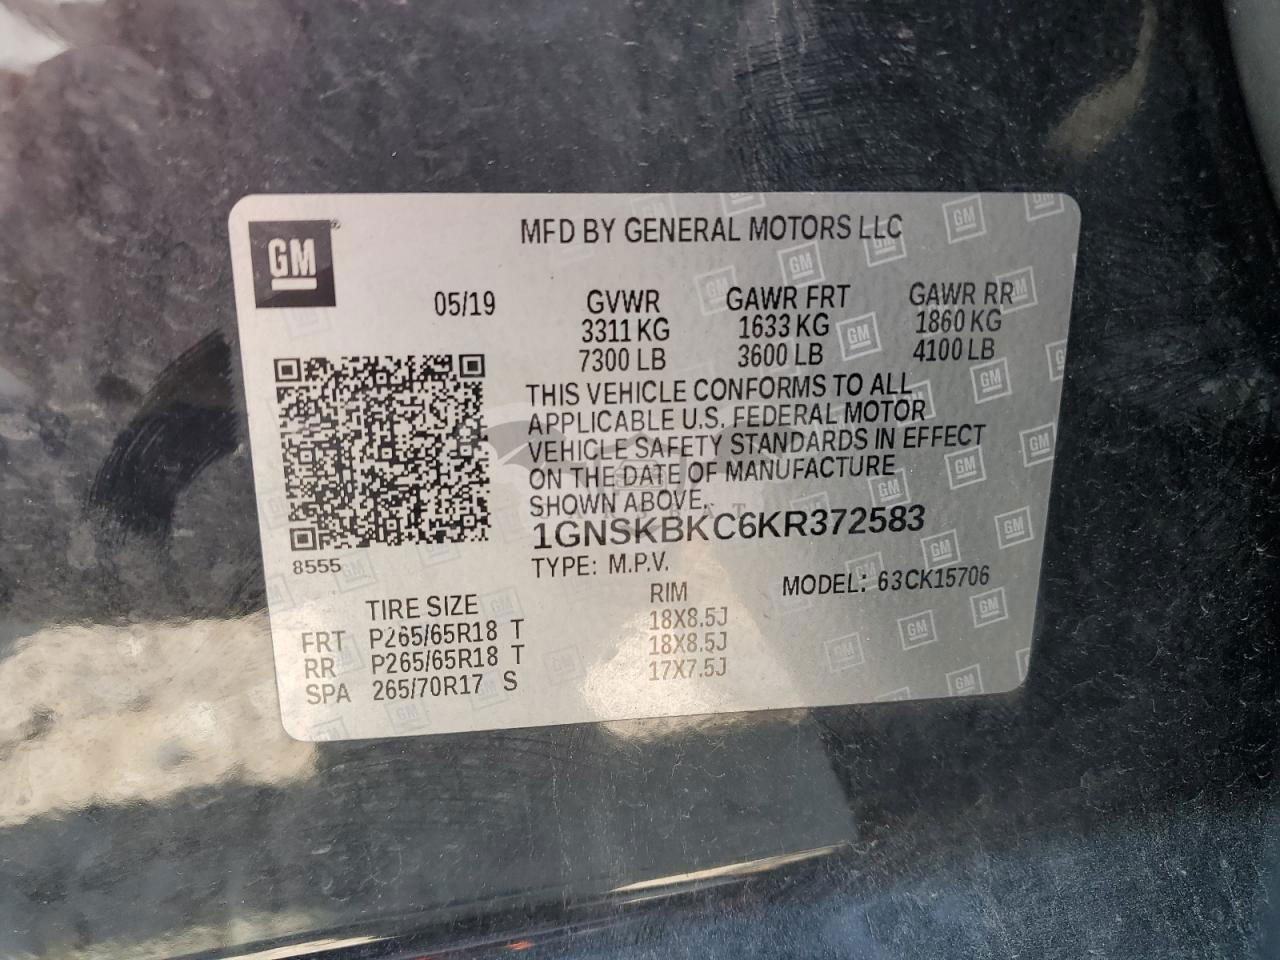 GM
MFD BY GENERAL MOTORS LLC
05/19 GVWR GAWR FRT GAWR RR
3311 KG 1633 KG 1860 KG
7300 LB 3600 LB 4100 LB
THIS VEHICLE CONFORMS TO ALL
APPLICABLE U.S. FEDERAL MOTOR
VEHICLE SAFETY STANDARDS IN EFFECT
ON THE DATE OF MANUFACTURE
SHOWN ABOVE.
1GNSKBKC6KR372583
8555
TYPE: M.P.V. MODEL: 63CK15706
TIRE SIZE RIM
FRT P265/65R18 T 18X8.5J
RR P265/65R18 T 18X8.5J
SPA 265/70R17 S 17X7.5J